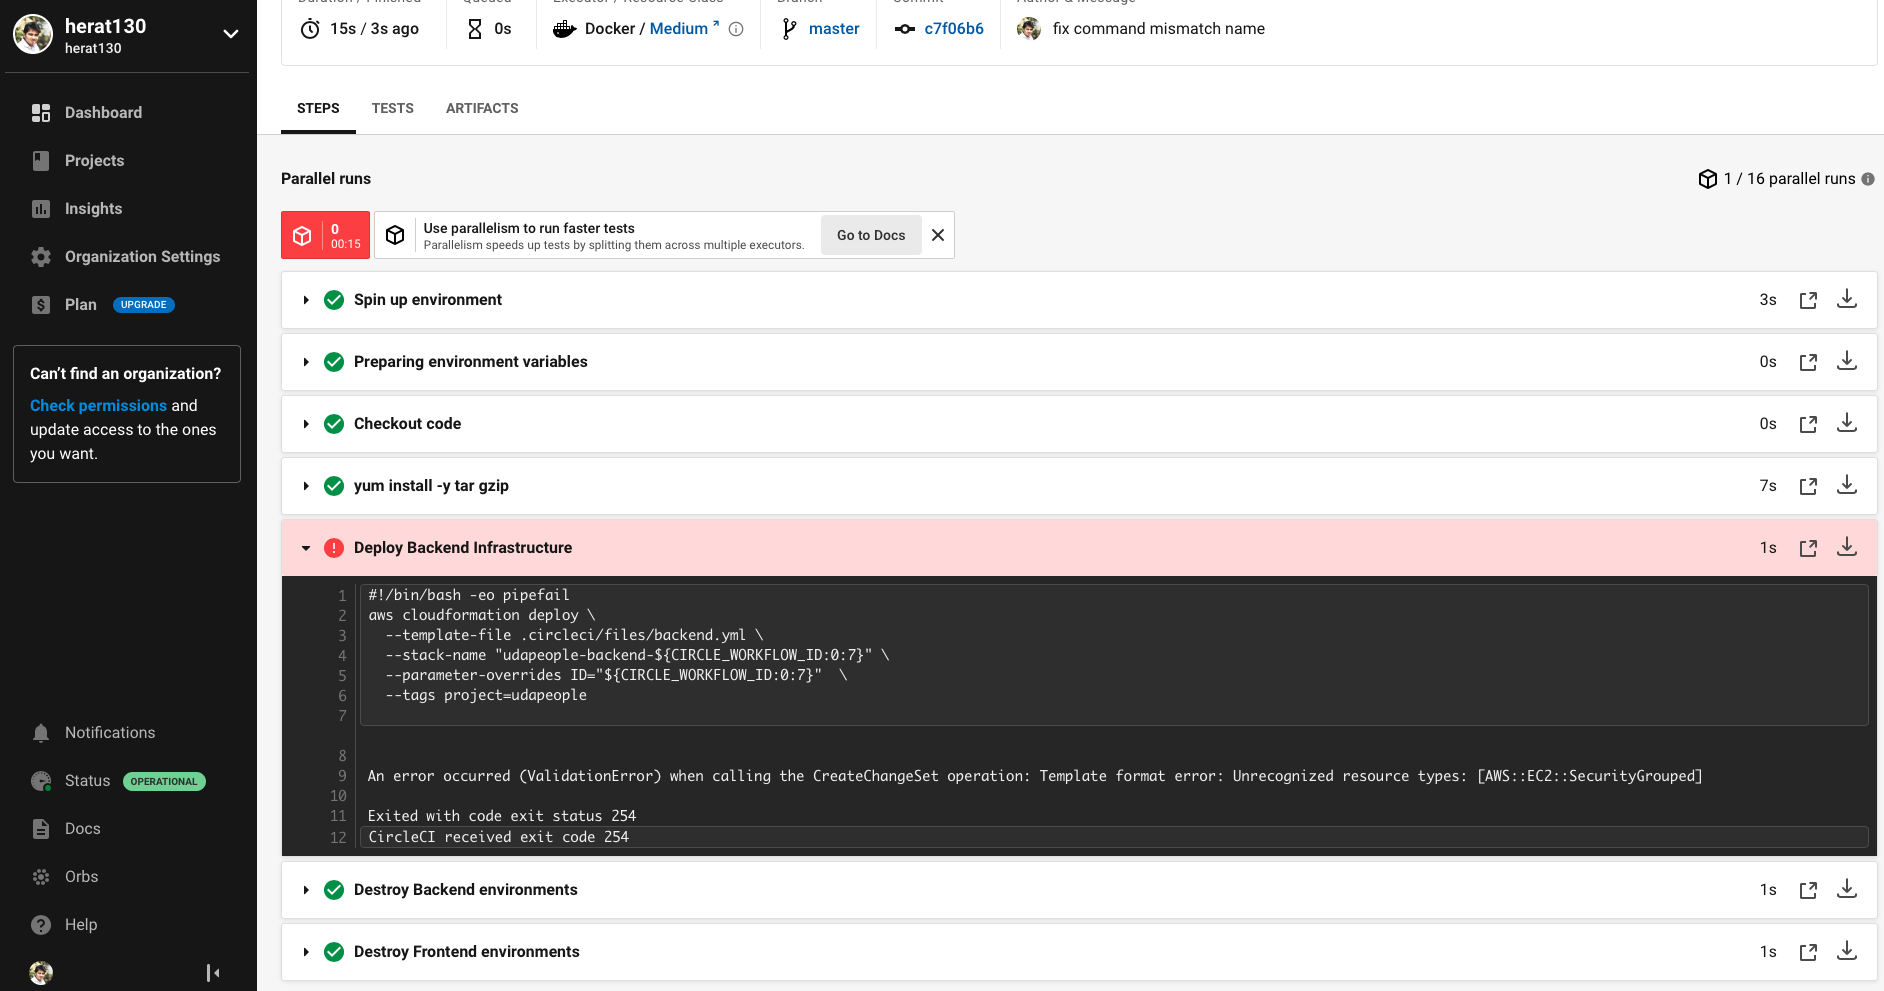 herat130
herat130
Dashboard
Projects
Insights
Organization Settings
Plan UPGRADE
Can't find an organization?
Check permissions and
update access to the ones
you want.
Notifications
Status OPERATIONAL
Docs
Orbs
Help
15s / 3s ago
0s
Docker / Medium
master
c7f06b6
fix command mismatch name
STEPS TESTS ARTIFACTS
Parallel runs
1 / 16 parallel runs
0
00:15
Use parallelism to run faster tests
Parallelism speeds up tests by splitting them across multiple executors.
Go to Docs
Spin up environment 3s
Preparing environment variables 0s
Checkout code 0s
yum install -y tar gzip 7s
Deploy Backend Infrastructure 1s
1 #!/bin/bash -eo pipefail
2 aws cloudformation deploy \
3 --template-file .circleci/files/backend.yml \
4 --stack-name "udapeople-backend-${CIRCLE_WORKFLOW_ID:0:7}" \
5 --parameter-overrides ID="${CIRCLE_WORKFLOW_ID:0:7}" \
6 --tags project=udapeople
7
8
9 An error occurred (ValidationError) when calling the CreateChangeSet operation: Template format error: Unrecognized resource types: [AWS::EC2::SecurityGrouped]
10
11 Exited with code exit status 254
12 CircleCI received exit code 254
Destroy Backend environments 1s
Destroy Frontend environments 1s